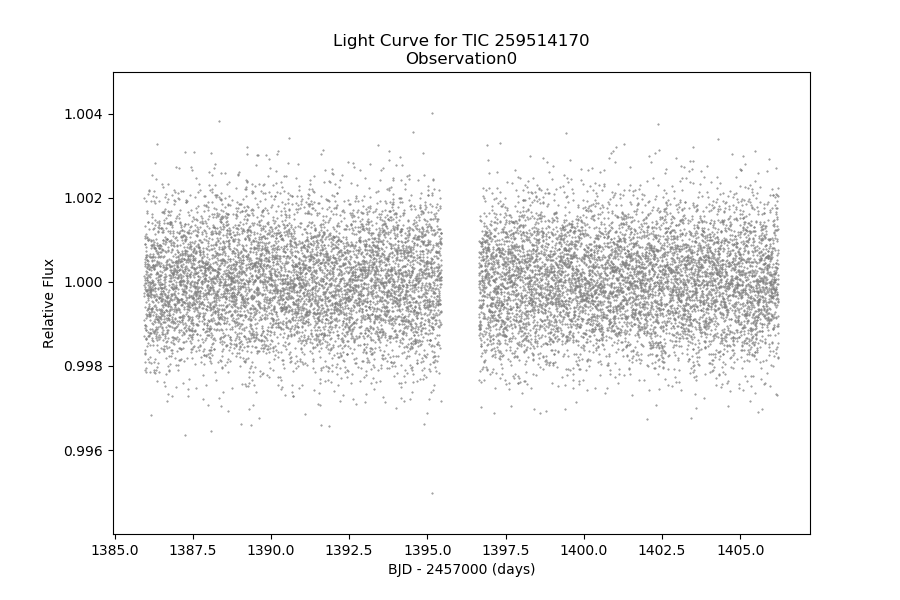 Light Curve for TIC 259514170
Observation0
1.004
1.002
1.000
0.998
0.996
Relative Flux
1385.0 1387.5 1390.0 1392.5 1395.0 1397.5 1400.0 1402.5 1405.0
BJD - 2457000 (days)